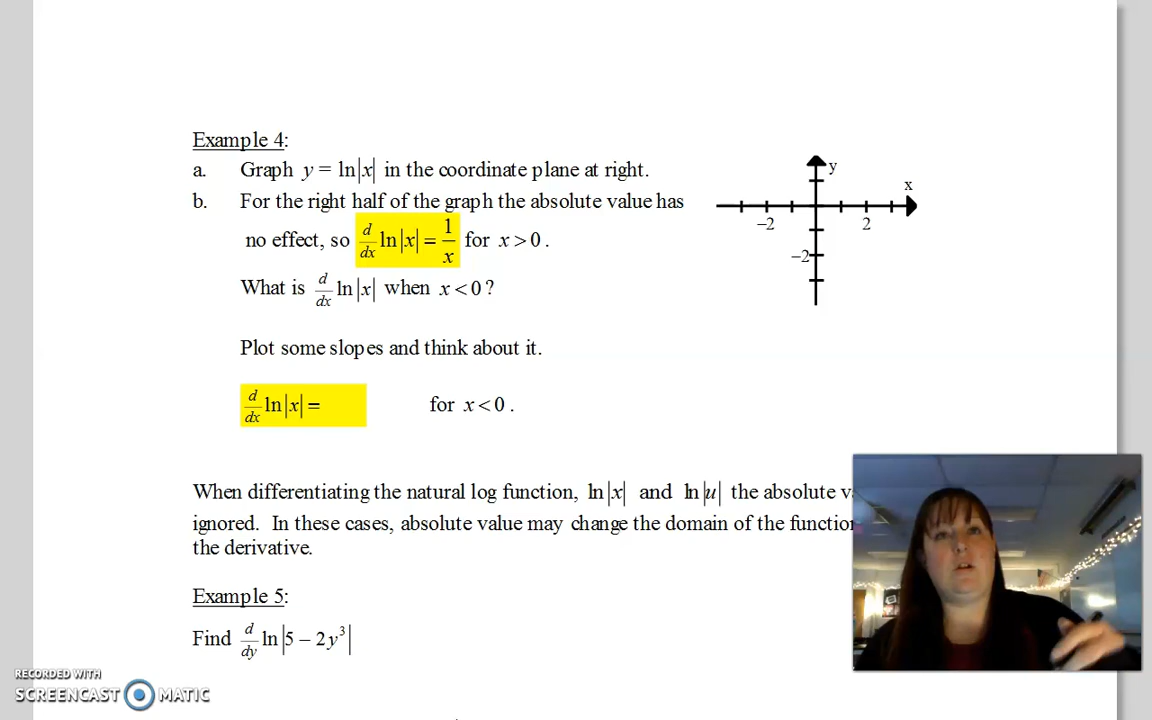 Example 4:
a. Graph y = ln|x| in the coordinate plane at right.
b. For the right half of the graph the absolute value has
no effect, so d/dx ln|x| = 1/x for x > 0.
What is d/dx ln|x| when x < 0?
Plot some slopes and think about it.
d/dx ln|x| = for x < 0.
y
x
−2
2
−2
When differentiating the natural log function, ln|x| and ln|u| the absolute
ignored. In these cases, absolute value may change the domain of the function
the derivative.
Example 5:
Find d/dy ln|5 − 2y³|
RECORDED WITH
SCREENCAST MATIC